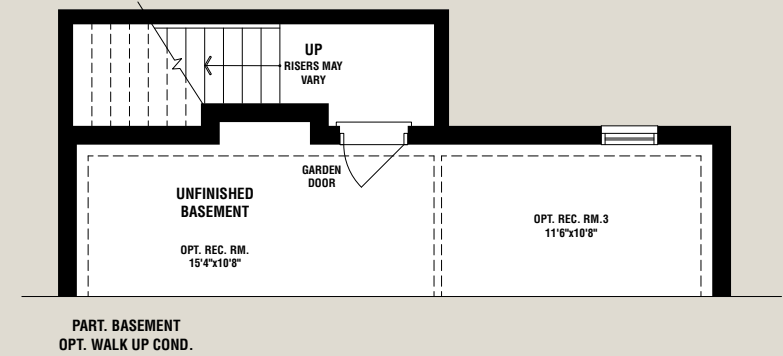 UP
RISERS MAY
VARY
GARDEN
DOOR
UNFINISHED
BASEMENT
OPT. REC. RM.
15'4"x10'8"
OPT. REC. RM.3
11'6"x10'8"
PART. BASEMENT
OPT. WALK UP COND.